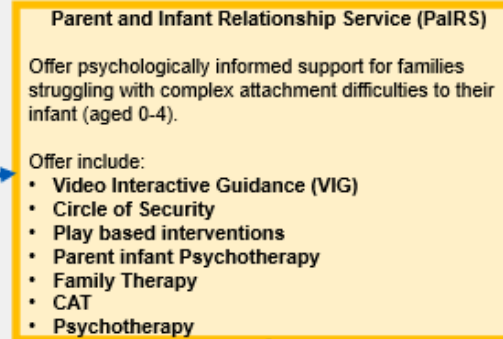 Parent and Infant Relationship Service (PaIRS)
Offer psychologically informed support for families
struggling with complex attachment difficulties to their
infant (aged 0-4).
Offer include:
• Video Interactive Guidance (VIG)
• Circle of Security
• Play based interventions
• Parent infant Psychotherapy
• Family Therapy
• CAT
• Psychotherapy